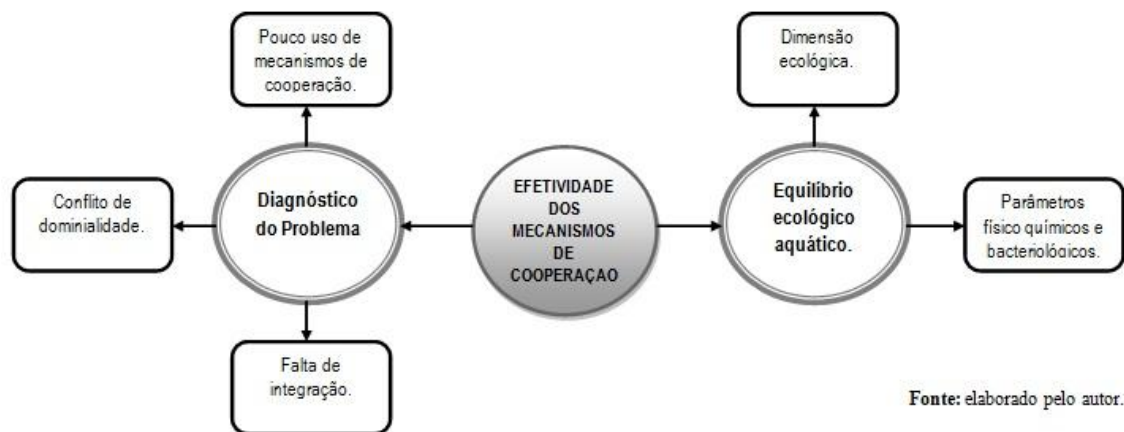 Pouco uso de
mecanismos de
cooperação.
Dimensão
ecológica.
Conflito de
dominialidade.
Diagnóstico
do Problema
EFETIVIDADE
DOS
MECANISMOS
DE
COOPERAÇAO
Equilíbrio
ecológico
aquático.
Parâmetros
físico químicos e
bacteriológicos.
Falta de
integração.
Fonte: elaborado pelo autor.